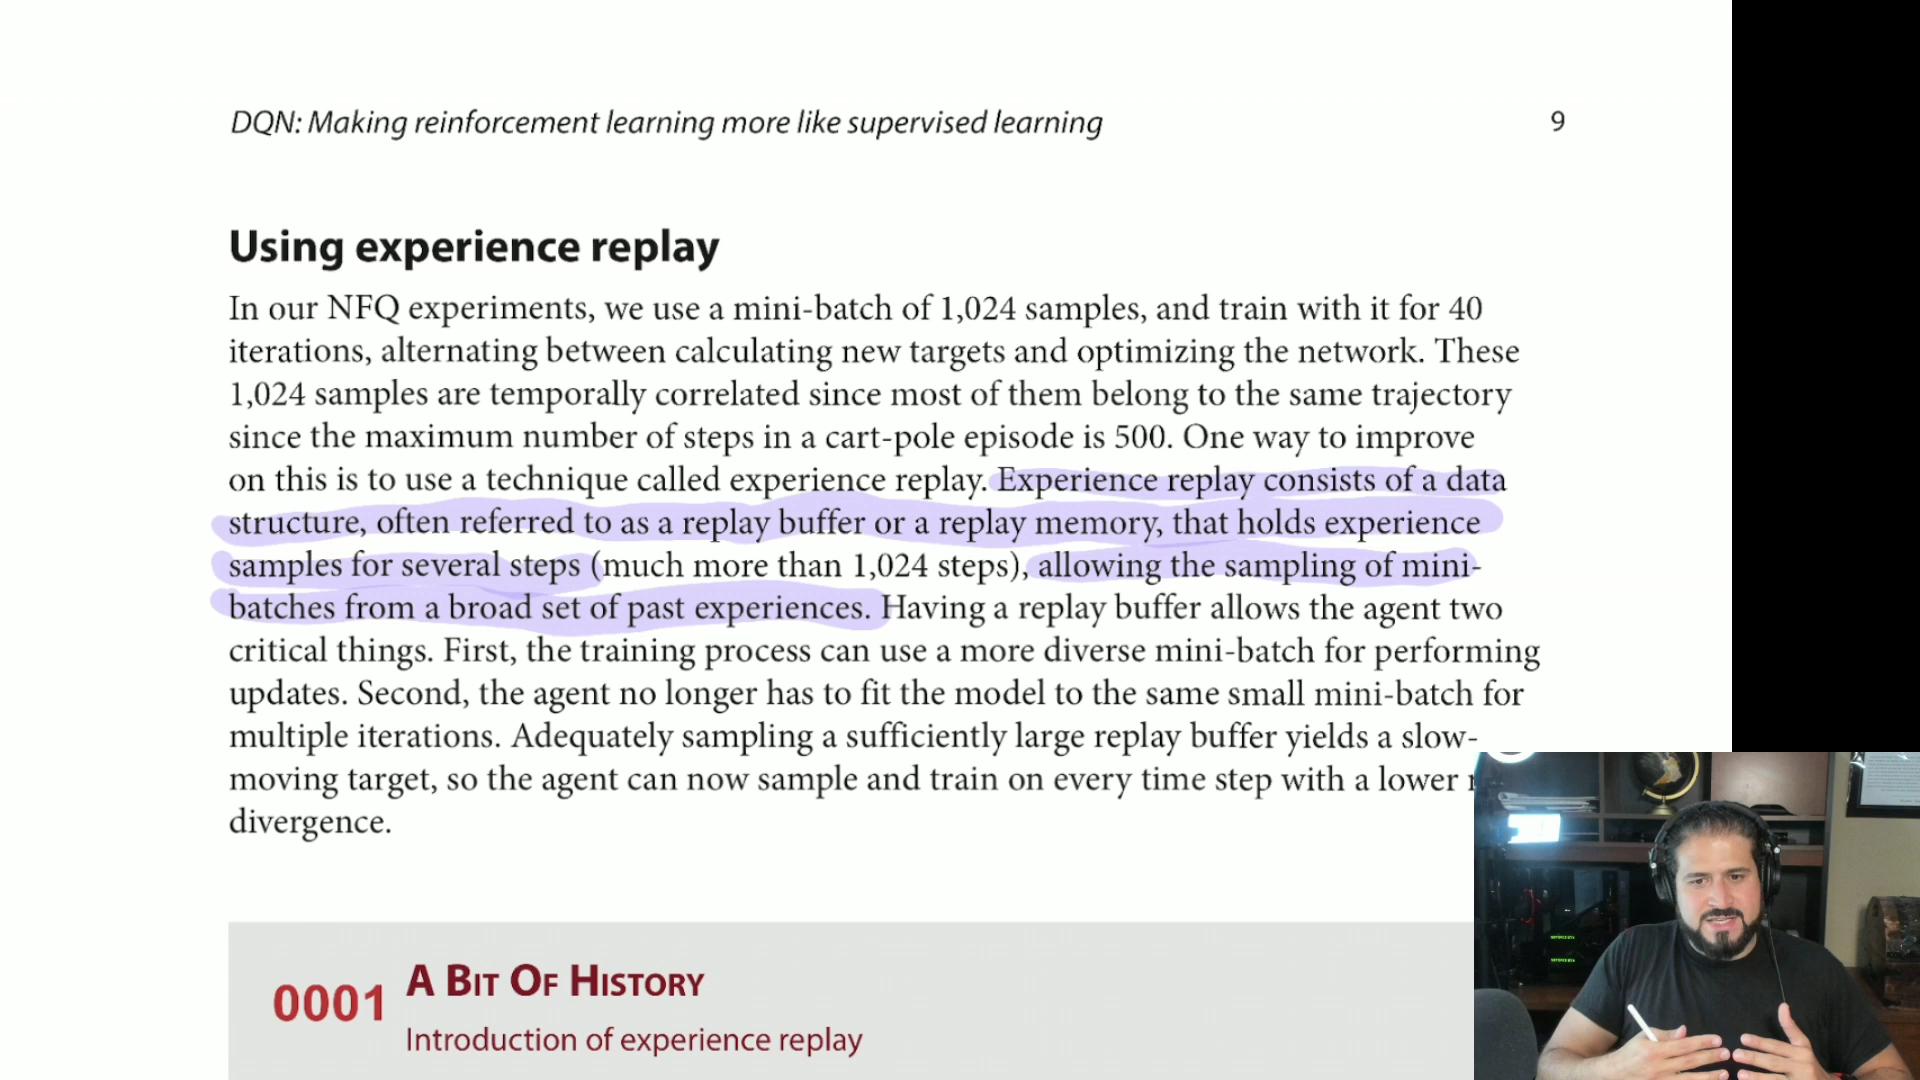 DQN: Making reinforcement learning more like supervised learning 9
Using experience replay
In our NFQ experiments, we use a mini-batch of 1,024 samples, and train with it for 40
iterations, alternating between calculating new targets and optimizing the network. These
1,024 samples are temporally correlated since most of them belong to the same trajectory
since the maximum number of steps in a cart-pole episode is 500. One way to improve
on this is to use a technique called experience replay. Experience replay consists of a data
structure, often referred to as a replay buffer or a replay memory, that holds experience
samples for several steps (much more than 1,024 steps), allowing the sampling of mini-
batches from a broad set of past experiences. Having a replay buffer allows the agent two
critical things. First, the training process can use a more diverse mini-batch for performing
updates. Second, the agent no longer has to fit the model to the same small mini-batch for
multiple iterations. Adequately sampling a sufficiently large replay buffer yields a slow-
moving target, so the agent can now sample and train on every time step with a lower
divergence.
0001 A BIT OF HISTORY
Introduction of experience replay